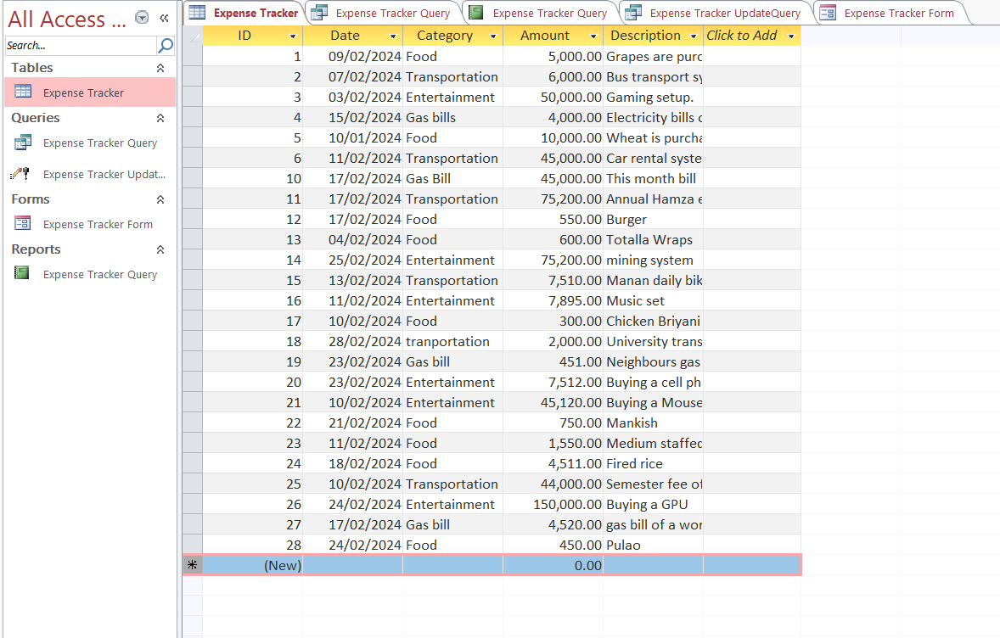 All Access ...
Search...
Tables
Expense Tracker
Queries
Expense Tracker Query
Expense Tracker Updat...
Forms
Expense Tracker Form
Reports
Expense Tracker Query
Expense Tracker Expense Tracker Query Expense Tracker Query Expense Tracker UpdateQuery Expense Tracker Form
ID Date Category Amount Description Click to Add
1 09/02/2024 Food 5,000.00 Grapes are purc
2 07/02/2024 Transportation 6,000.00 Bus transport sy
3 03/02/2024 Entertainment 50,000.00 Gaming setup.
4 15/02/2024 Gas bills 4,000.00 Electricity bills c
5 10/01/2024 Food 10,000.00 Wheat is purcha
6 11/02/2024 Transportation 45,000.00 Car rental syste
10 17/02/2024 Gas Bill 45,000.00 This month bill
11 17/02/2024 Transportation 75,200.00 Annual Hamza e
12 17/02/2024 Food 550.00 Burger
13 04/02/2024 Food 600.00 Totalla Wraps
14 25/02/2024 Entertainment 75,200.00 mining system
15 13/02/2024 Transportation 7,510.00 Manan daily bik
16 11/02/2024 Entertainment 7,895.00 Music set
17 10/02/2024 Food 300.00 Chicken Briyani
18 28/02/2024 tranportation 2,000.00 University trans
19 23/02/2024 Gas bill 451.00 Neighbours gas
20 23/02/2024 Entertainment 7,512.00 Buying a cell ph
21 10/02/2024 Entertainment 45,120.00 Buying a Mouse
22 21/02/2024 Food 750.00 Mankish
23 11/02/2024 Food 1,550.00 Medium staffed
24 18/02/2024 Food 4,511.00 Fired rice
25 10/02/2024 Transportation 44,000.00 Semester fee of
26 24/02/2024 Entertainment 150,000.00 Buying a GPU
27 17/02/2024 Gas bill 4,520.00 gas bill of a wor
28 24/02/2024 Food 450.00 Pulao
(New) 0.00